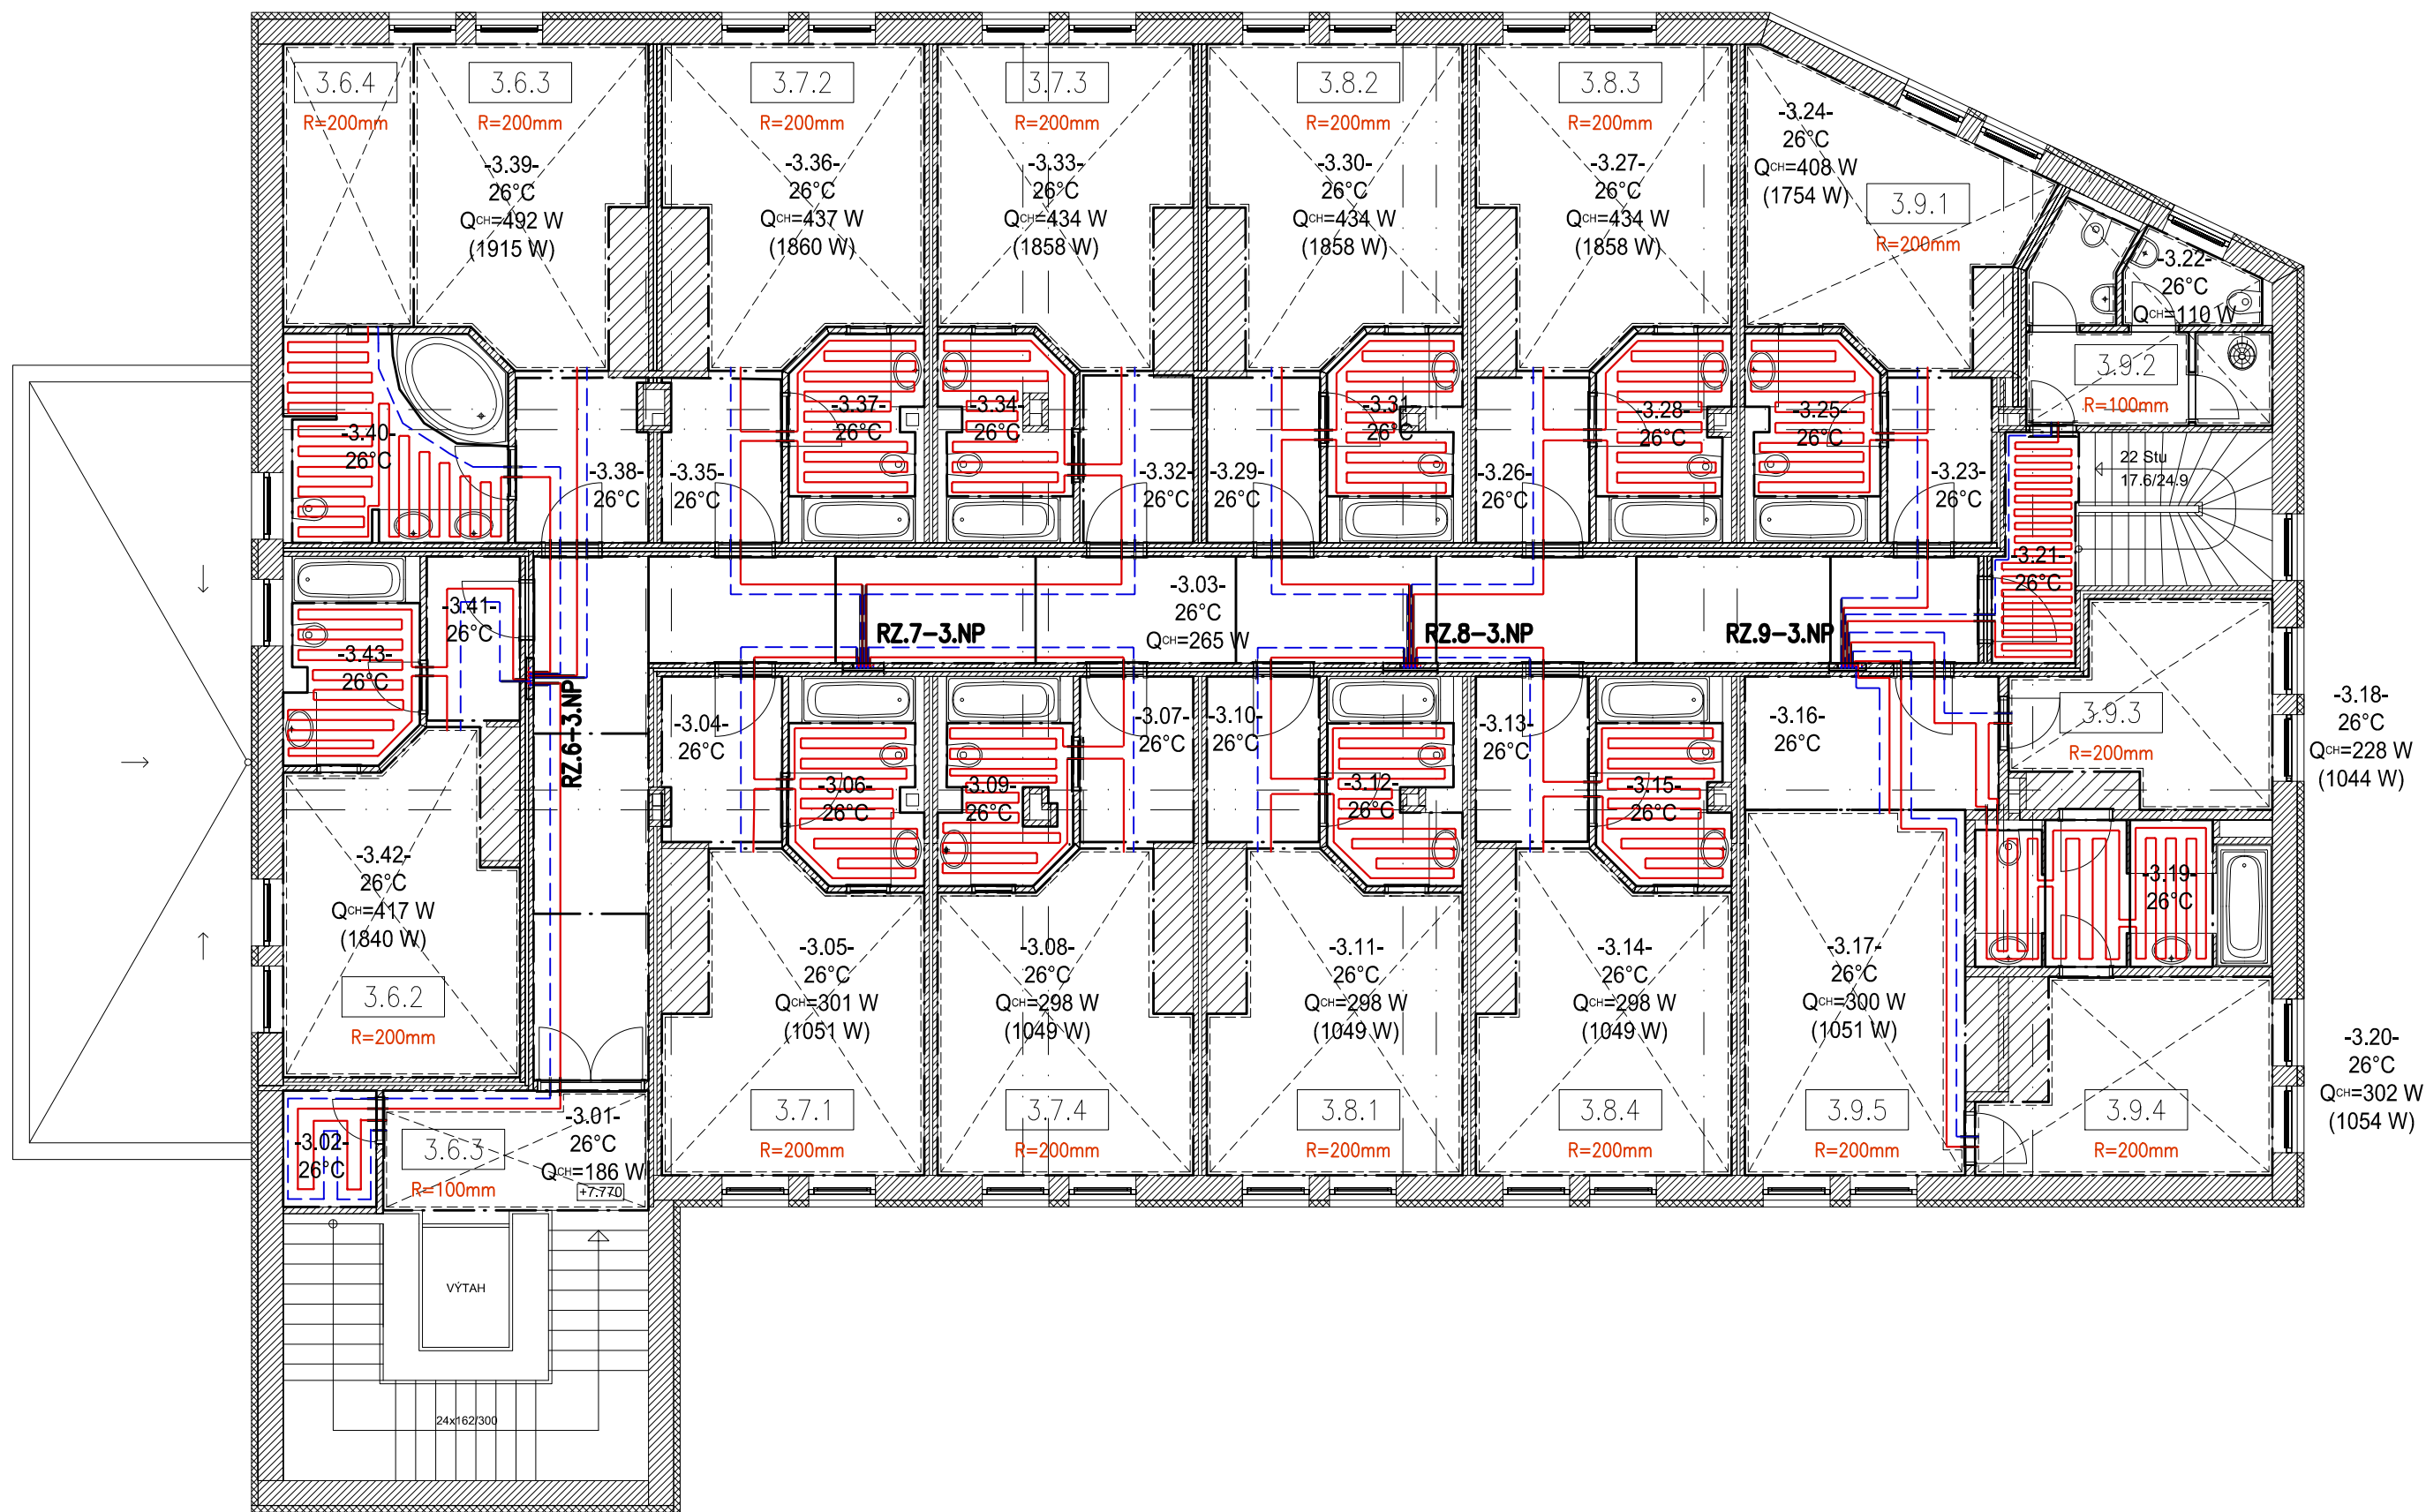 3.6.4
R=200mm
3.6.3
R=200mm
-3.39-
26°C
QCH=492 W
(1915 W)
3.7.2
R=200mm
-3.36-
26°C
QCH=437 W
(1860 W)
3.7.3
R=200mm
-3.33-
26°C
QCH=434 W
(1858 W)
3.8.2
R=200mm
-3.30-
26°C
QCH=434 W
(1858 W)
3.8.3
R=200mm
-3.27-
26°C
QCH=434 W
(1858 W)
-3.24-
26°C
QCH=408 W
(1754 W)
3.9.1
R=200mm
-3.22-
26°C
QCH=110 W
3.9.2
R=100mm
-3.40-
26°C
-3.38-
26°C
-3.35-
26°C
-3.37-
26°C
-3.34-
26°C
-3.32-
26°C
-3.29-
26°C
-3.31-
26°C
-3.26-
26°C
-3.28-
26°C
-3.25-
26°C
-3.23-
26°C
22 Stu
17.6/24.9
-3.21-
26°C
-3.41-
26°C
-3.43-
26°C
RZ.6-3.NP
RZ.7-3.NP
-3.03-
26°C
QCH=265 W
RZ.8-3.NP
RZ.9-3.NP
-3.04-
26°C
-3.06-
26°C
-3.09-
26°C
-3.07-
26°C
-3.10-
26°C
-3.12-
26°C
-3.13-
26°C
-3.15-
26°C
-3.16-
26°C
3.9.3
R=200mm
-3.18-
26°C
QCH=228 W
(1044 W)
-3.19-
26°C
-3.42-
26°C
QCH=417 W
(1840 W)
3.6.2
R=200mm
-3.05-
26°C
QCH=301 W
(1051 W)
3.7.1
R=200mm
-3.08-
26°C
QCH=298 W
(1049 W)
3.7.4
R=200mm
-3.11-
26°C
QCH=298 W
(1049 W)
3.8.1
R=200mm
-3.14-
26°C
QCH=298 W
(1049 W)
3.8.4
R=200mm
-3.17-
26°C
QCH=300 W
(1051 W)
3.9.5
R=200mm
3.9.4
R=200mm
-3.20-
26°C
QCH=302 W
(1054 W)
-3.02-
26°C
3.6.3
R=100mm
-3.01-
26°C
QCH=186 W
+7.770
VÝTAH
24x162/300